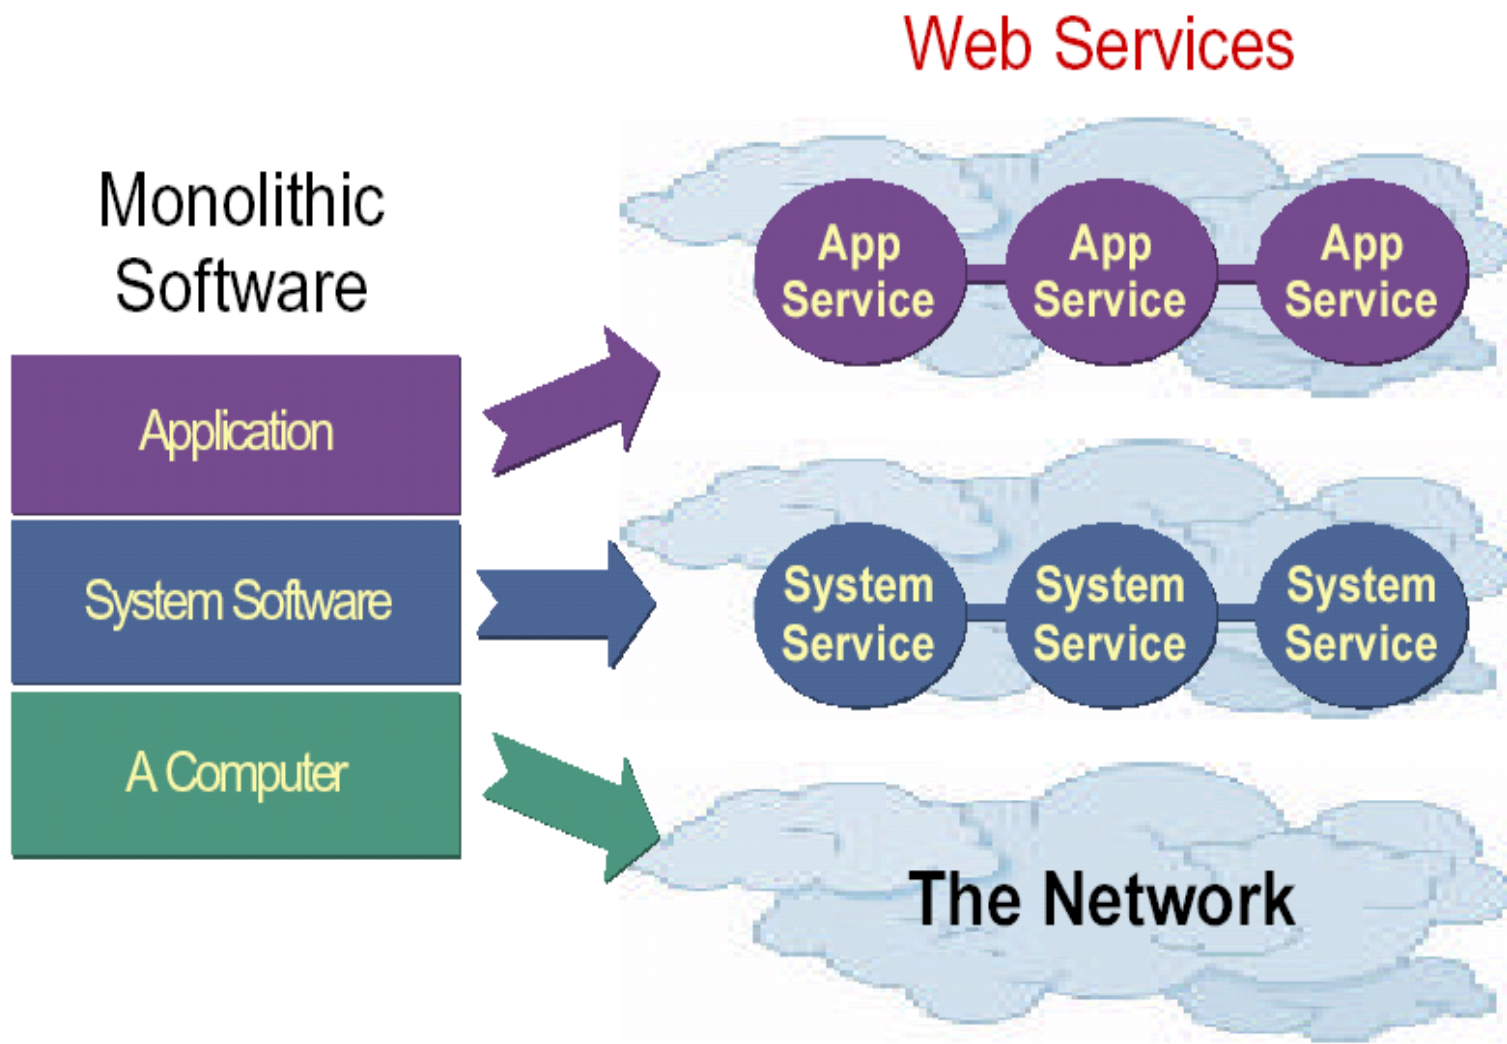 Web Services
Monolithic
Software
Application
System Software
A Computer
App
Service
App
Service
App
Service
System
Service
System
Service
System
Service
The Network